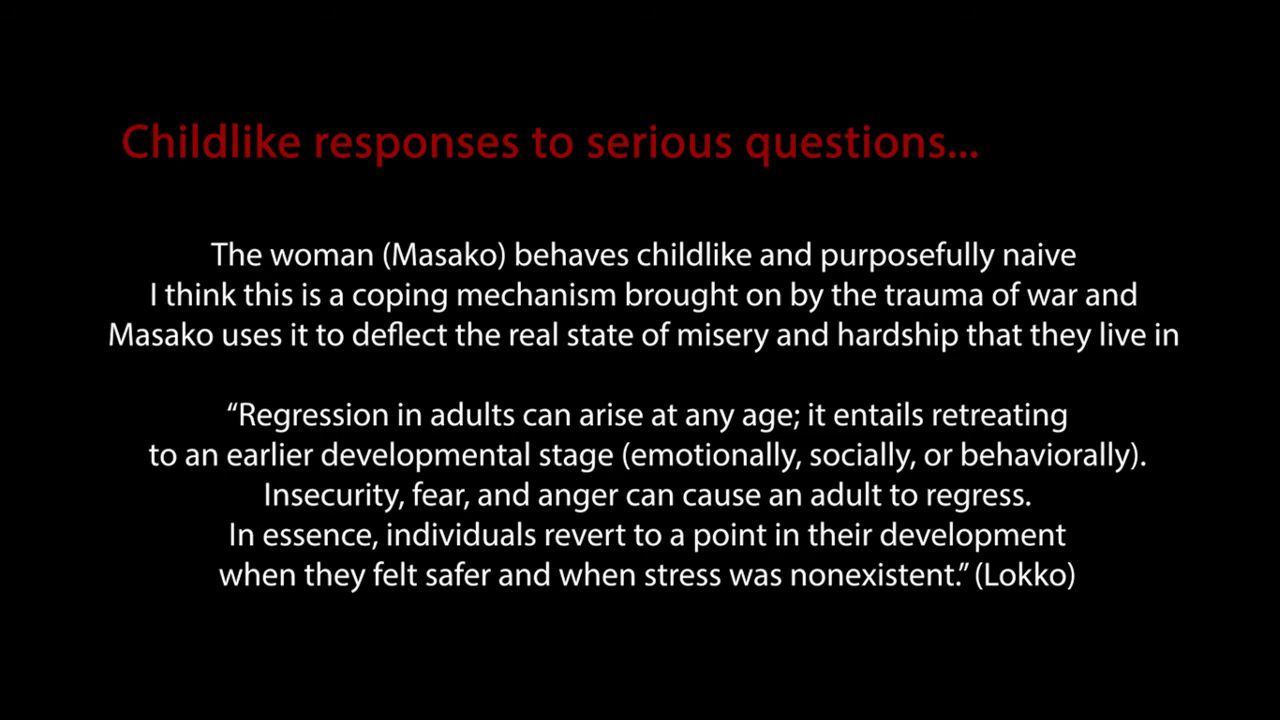 Childlike responses to serious questions...
The woman (Masako) behaves childlike and purposefully naive
I think this is a coping mechanism brought on by the trauma of war and
Masako uses it to deflect the real state of misery and hardship that they live in
“Regression in adults can arise at any age; it entails retreating
to an earlier developmental stage (emotionally, socially, or behaviorally).
Insecurity, fear, and anger can cause an adult to regress.
In essence, individuals revert to a point in their development
when they felt safer and when stress was nonexistent.” (Lokko)